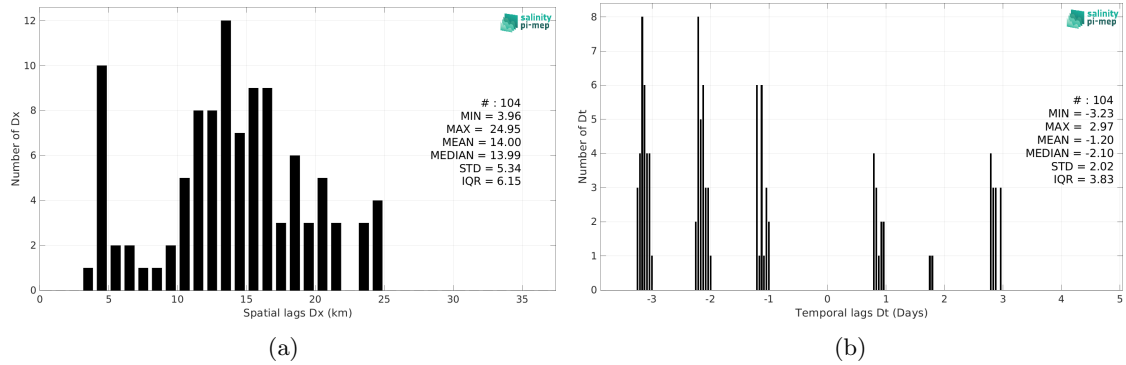 12
10
8
6
4
2
0
Number of Dx
0 5 10 15 20 25 30 35
Spatial lags Dx (km)
salinity
pi-mep
# : 104
MIN = 3.96
MAX = 24.95
MEAN = 14.00
MEDIAN = 13.99
STD = 5.34
IQR = 6.15
(a)
8
7
6
5
4
3
2
1
0
Number of Dt
-3 -2 -1 0 1 2 3 4 5
Temporal lags Dt (Days)
salinity
pi-mep
# : 104
MIN = -3.23
MAX = 2.97
MEAN = -1.20
MEDIAN = -2.10
STD = 2.02
IQR = 3.83
(b)